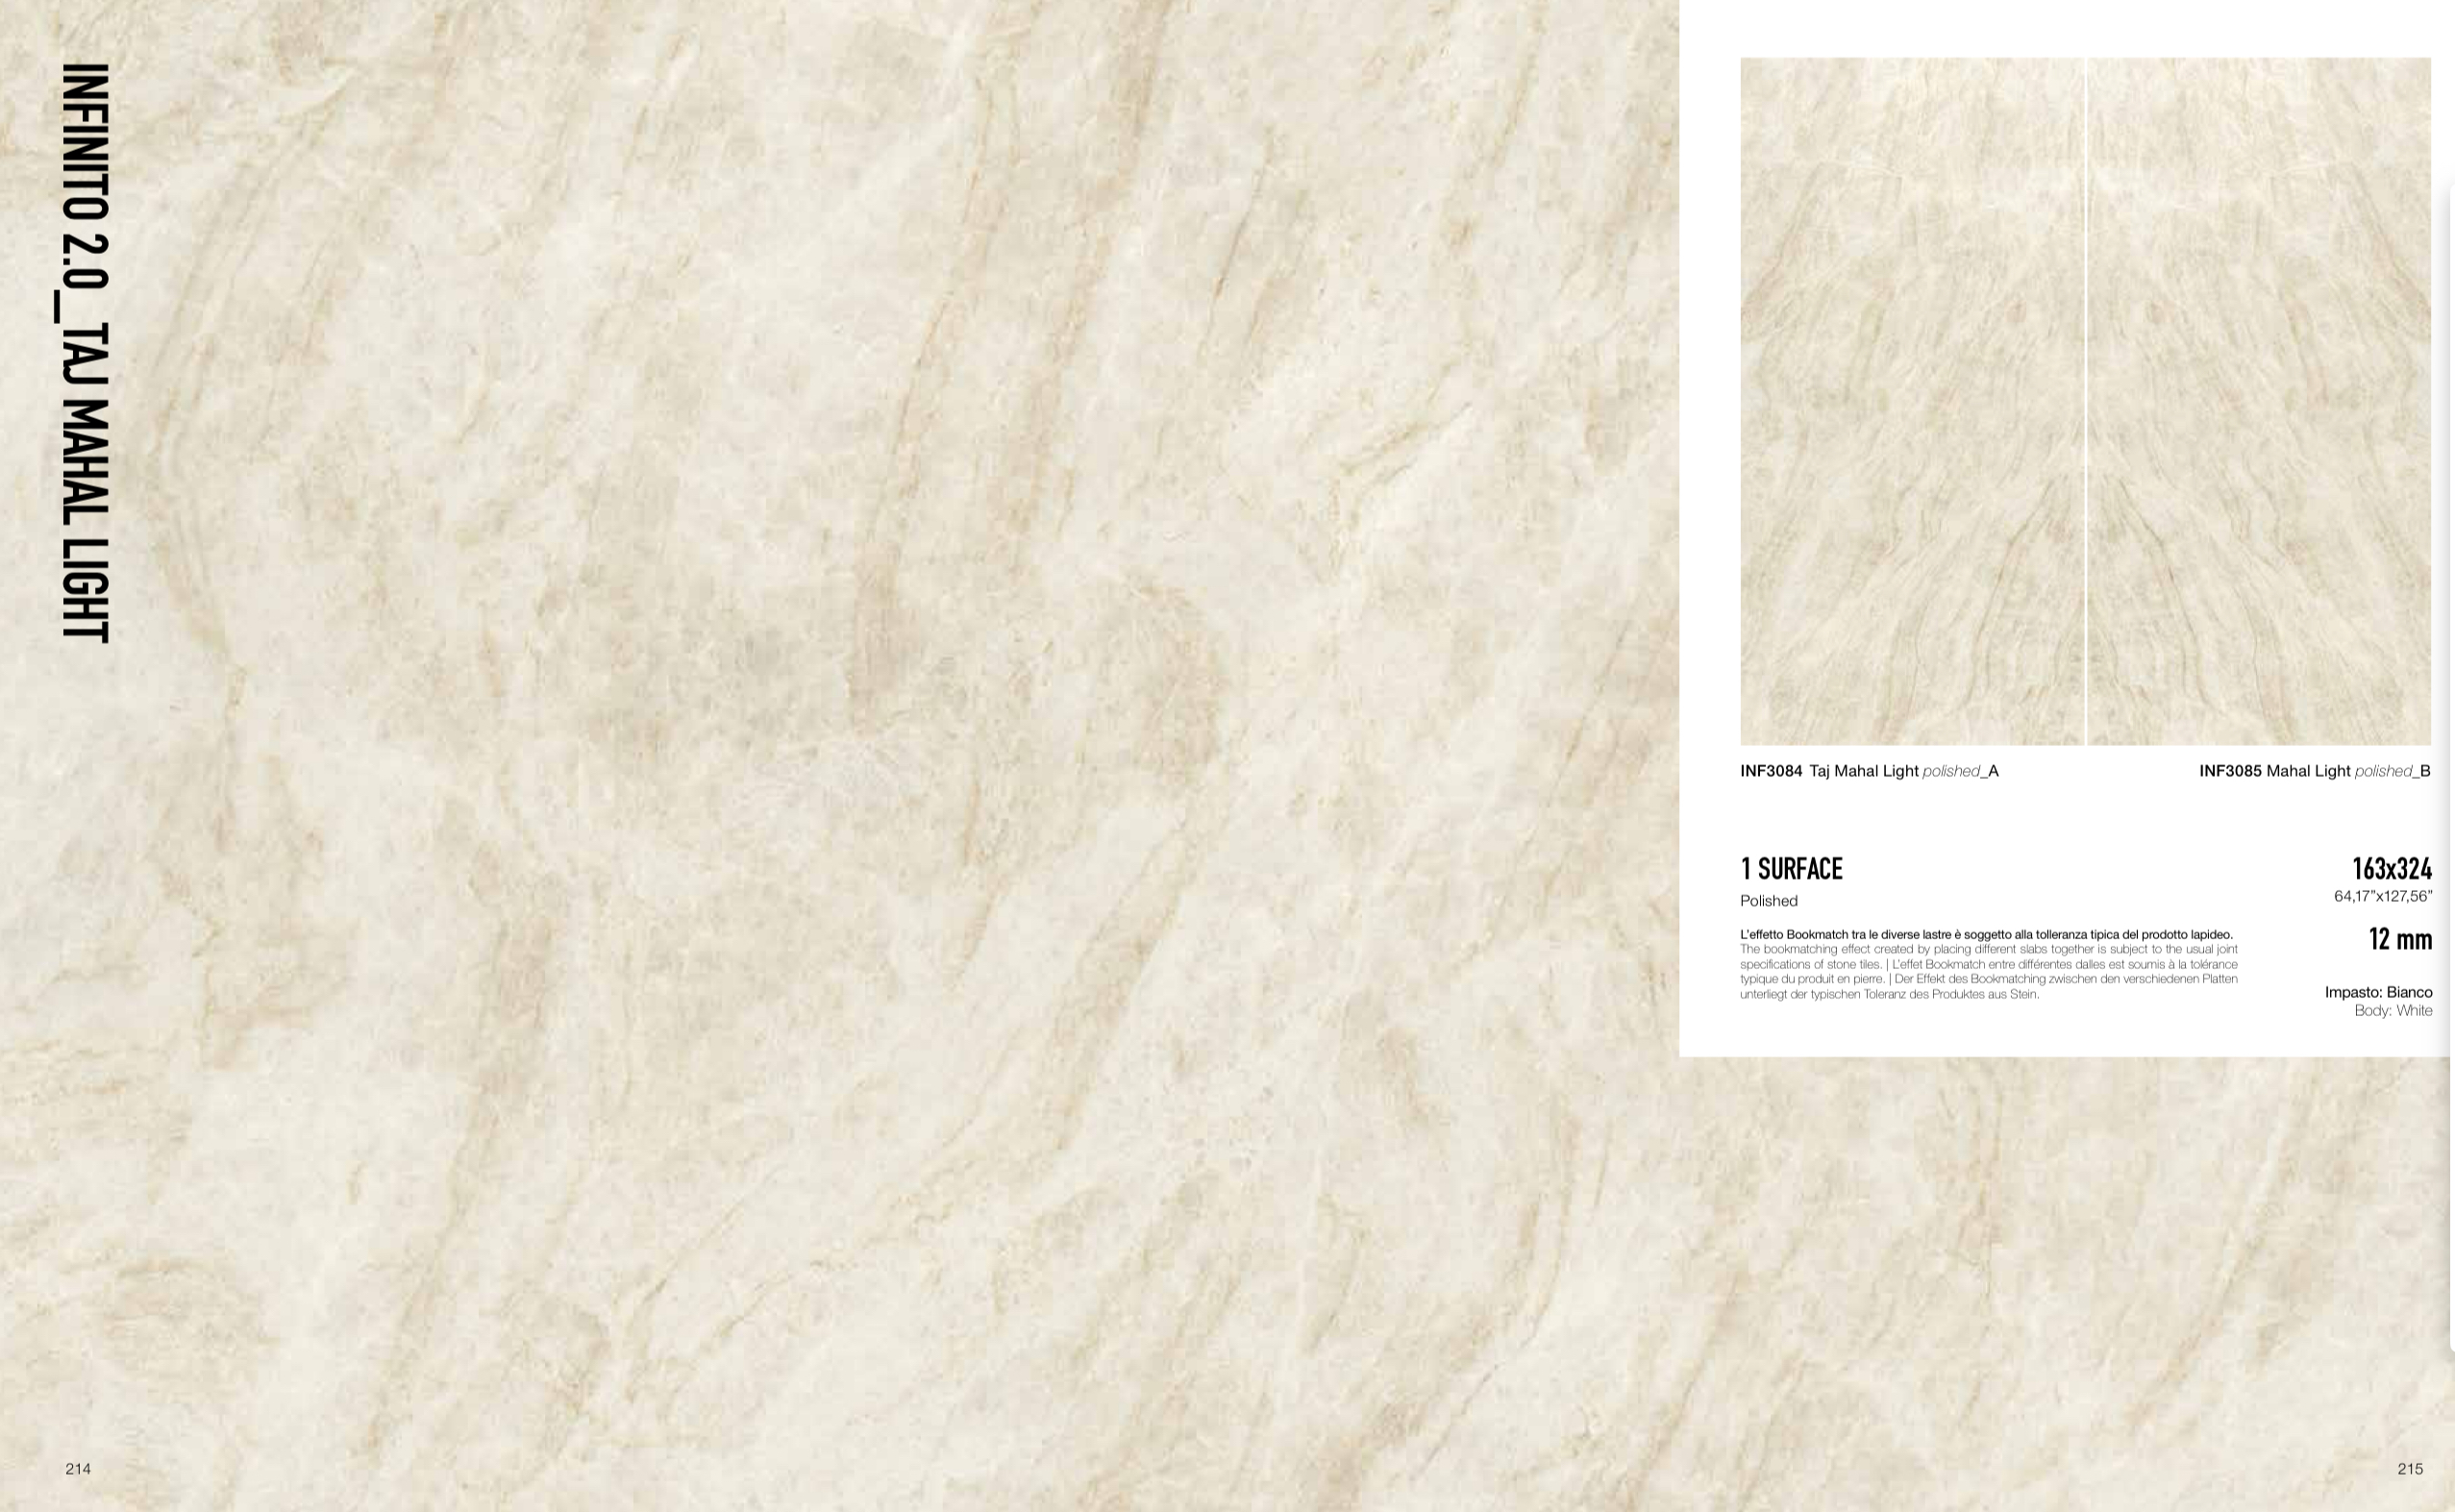 INFINITO 2.0_TAJ MAHAL LIGHT
INF3084 Taj Mahal Light polished_A
INF3085 Mahal Light polished_B
1 SURFACE
Polished
L'effetto Bookmatch tra le diverse lastre è soggetto alla tolleranza tipica del prodotto lapideo.
The bookmatching effect created by placing different slabs together is subject to the usual joint
specifications of stone tiles. | L'effet Bookmatch entre différentes dalles est soumis à la tolérance
typique du produit en pierre. | Der Effekt des Bookmatching zwischen den verschiedenen Platten
unterliegt der typischen Toleranz des Produktes aus Stein.
163x324
64,17”x127,56”
12 mm
Impasto: Bianco
Body: White
214
215